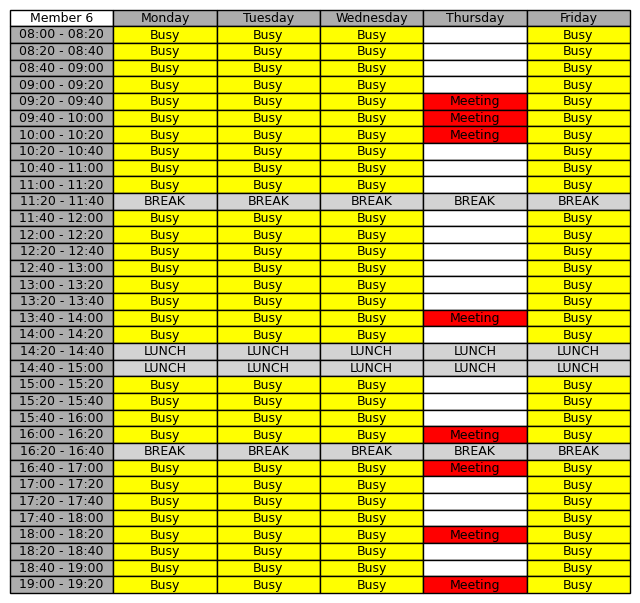 Member 6 Monday Tuesday Wednesday Thursday Friday
08:00 - 08:20 Busy Busy Busy Busy
08:20 - 08:40 Busy Busy Busy Busy
08:40 - 09:00 Busy Busy Busy Busy
09:00 - 09:20 Busy Busy Busy Busy
09:20 - 09:40 Busy Busy Busy Meeting Busy
09:40 - 10:00 Busy Busy Busy Meeting Busy
10:00 - 10:20 Busy Busy Busy Meeting Busy
10:20 - 10:40 Busy Busy Busy Busy
10:40 - 11:00 Busy Busy Busy Busy
11:00 - 11:20 Busy Busy Busy Busy
11:20 - 11:40 BREAK BREAK BREAK BREAK BREAK
11:40 - 12:00 Busy Busy Busy Busy
12:00 - 12:20 Busy Busy Busy Busy
12:20 - 12:40 Busy Busy Busy Busy
12:40 - 13:00 Busy Busy Busy Busy
13:00 - 13:20 Busy Busy Busy Busy
13:20 - 13:40 Busy Busy Busy Busy
13:40 - 14:00 Busy Busy Busy Meeting Busy
14:00 - 14:20 Busy Busy Busy Busy
14:20 - 14:40 LUNCH LUNCH LUNCH LUNCH LUNCH
14:40 - 15:00 LUNCH LUNCH LUNCH LUNCH LUNCH
15:00 - 15:20 Busy Busy Busy Busy
15:20 - 15:40 Busy Busy Busy Busy
15:40 - 16:00 Busy Busy Busy Busy
16:00 - 16:20 Busy Busy Busy Meeting Busy
16:20 - 16:40 BREAK BREAK BREAK BREAK BREAK
16:40 - 17:00 Busy Busy Busy Meeting Busy
17:00 - 17:20 Busy Busy Busy Busy
17:20 - 17:40 Busy Busy Busy Busy
17:40 - 18:00 Busy Busy Busy Busy
18:00 - 18:20 Busy Busy Busy Meeting Busy
18:20 - 18:40 Busy Busy Busy Busy
18:40 - 19:00 Busy Busy Busy Busy
19:00 - 19:20 Busy Busy Busy Meeting Busy